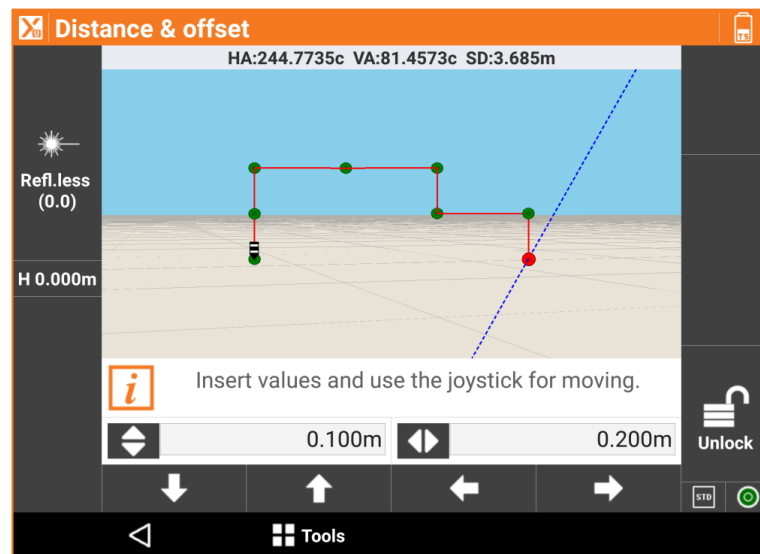 Distance & offset
TS
HA:244.7735c VA:81.4573c SD:3.685m
Refl.less
(0.0)
H 0.000m
Insert values and use the joystick for moving.
0.100m
0.200m
Unlock
STD
Tools